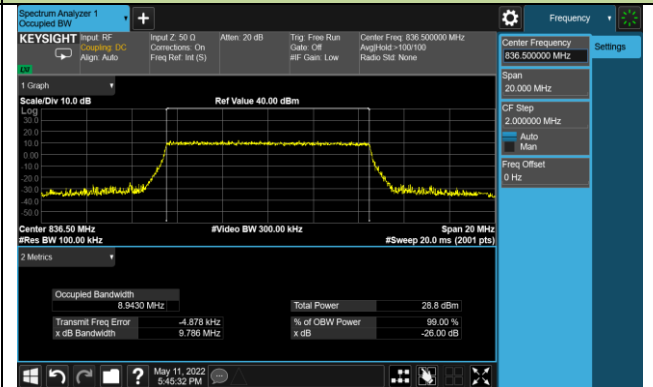 Spectrum Analyzer 1
Occupied BW
Frequency
KEYSIGHT
Input: RF
Coupling: DC
Align: Auto
Input Z: 50 Ω
Corrections: On
Freq Ref: Int (S)
Atten: 20 dB
Trig: Free Run
Gate: Off
#IF Gain: Low
Center Freq: 836.500000 MHz
Avg|Hold:>100/100
Radio Std: None
LW
1 Graph
Scale/Div 10.0 dB
Ref Value 40.00 dBm
Log
30.0
20.0
10.0
0.00
-10.0
-20.0
-30.0
-40.0
-50.0
Center 836.50 MHz
#Video BW 300.00 kHz
Span 20 MHz
#Res BW 100.00 kHz
#Sweep 20.0 ms (2001 pts)
2 Metrics
Occupied Bandwidth
8.9430 MHz
Total Power
28.8 dBm
Transmit Freq Error
-4.878 kHz
% of OBW Power
99.00 %
x dB Bandwidth
9.786 MHz
x dB
-26.00 dB
Center Frequency
836.500000 MHz
Settings
Span
20.000 MHz
CF Step
2.000000 MHz
Auto
Man
Freq Offset
0 Hz
May 11, 2022
5:45:32 PM